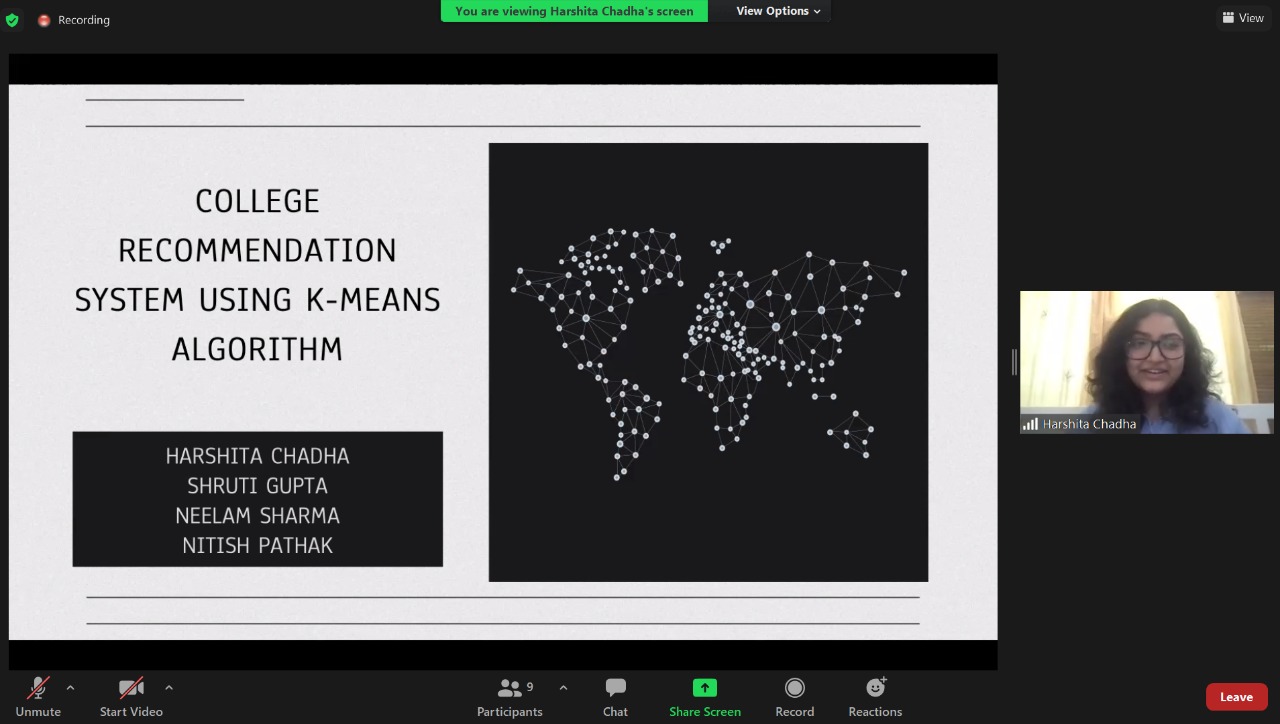 Recording
You are viewing Harshita Chadha's screen
View Options
View
COLLEGE
RECOMMENDATION
SYSTEM USING K-MEANS
ALGORITHM
HARSHITA CHADHA
SHRUTI GUPTA
NEELAM SHARMA
NITISH PATHAK
Harshita Chadha
Unmute
Start Video
9
Participants
Chat
Share Screen
Record
Reactions
Leave